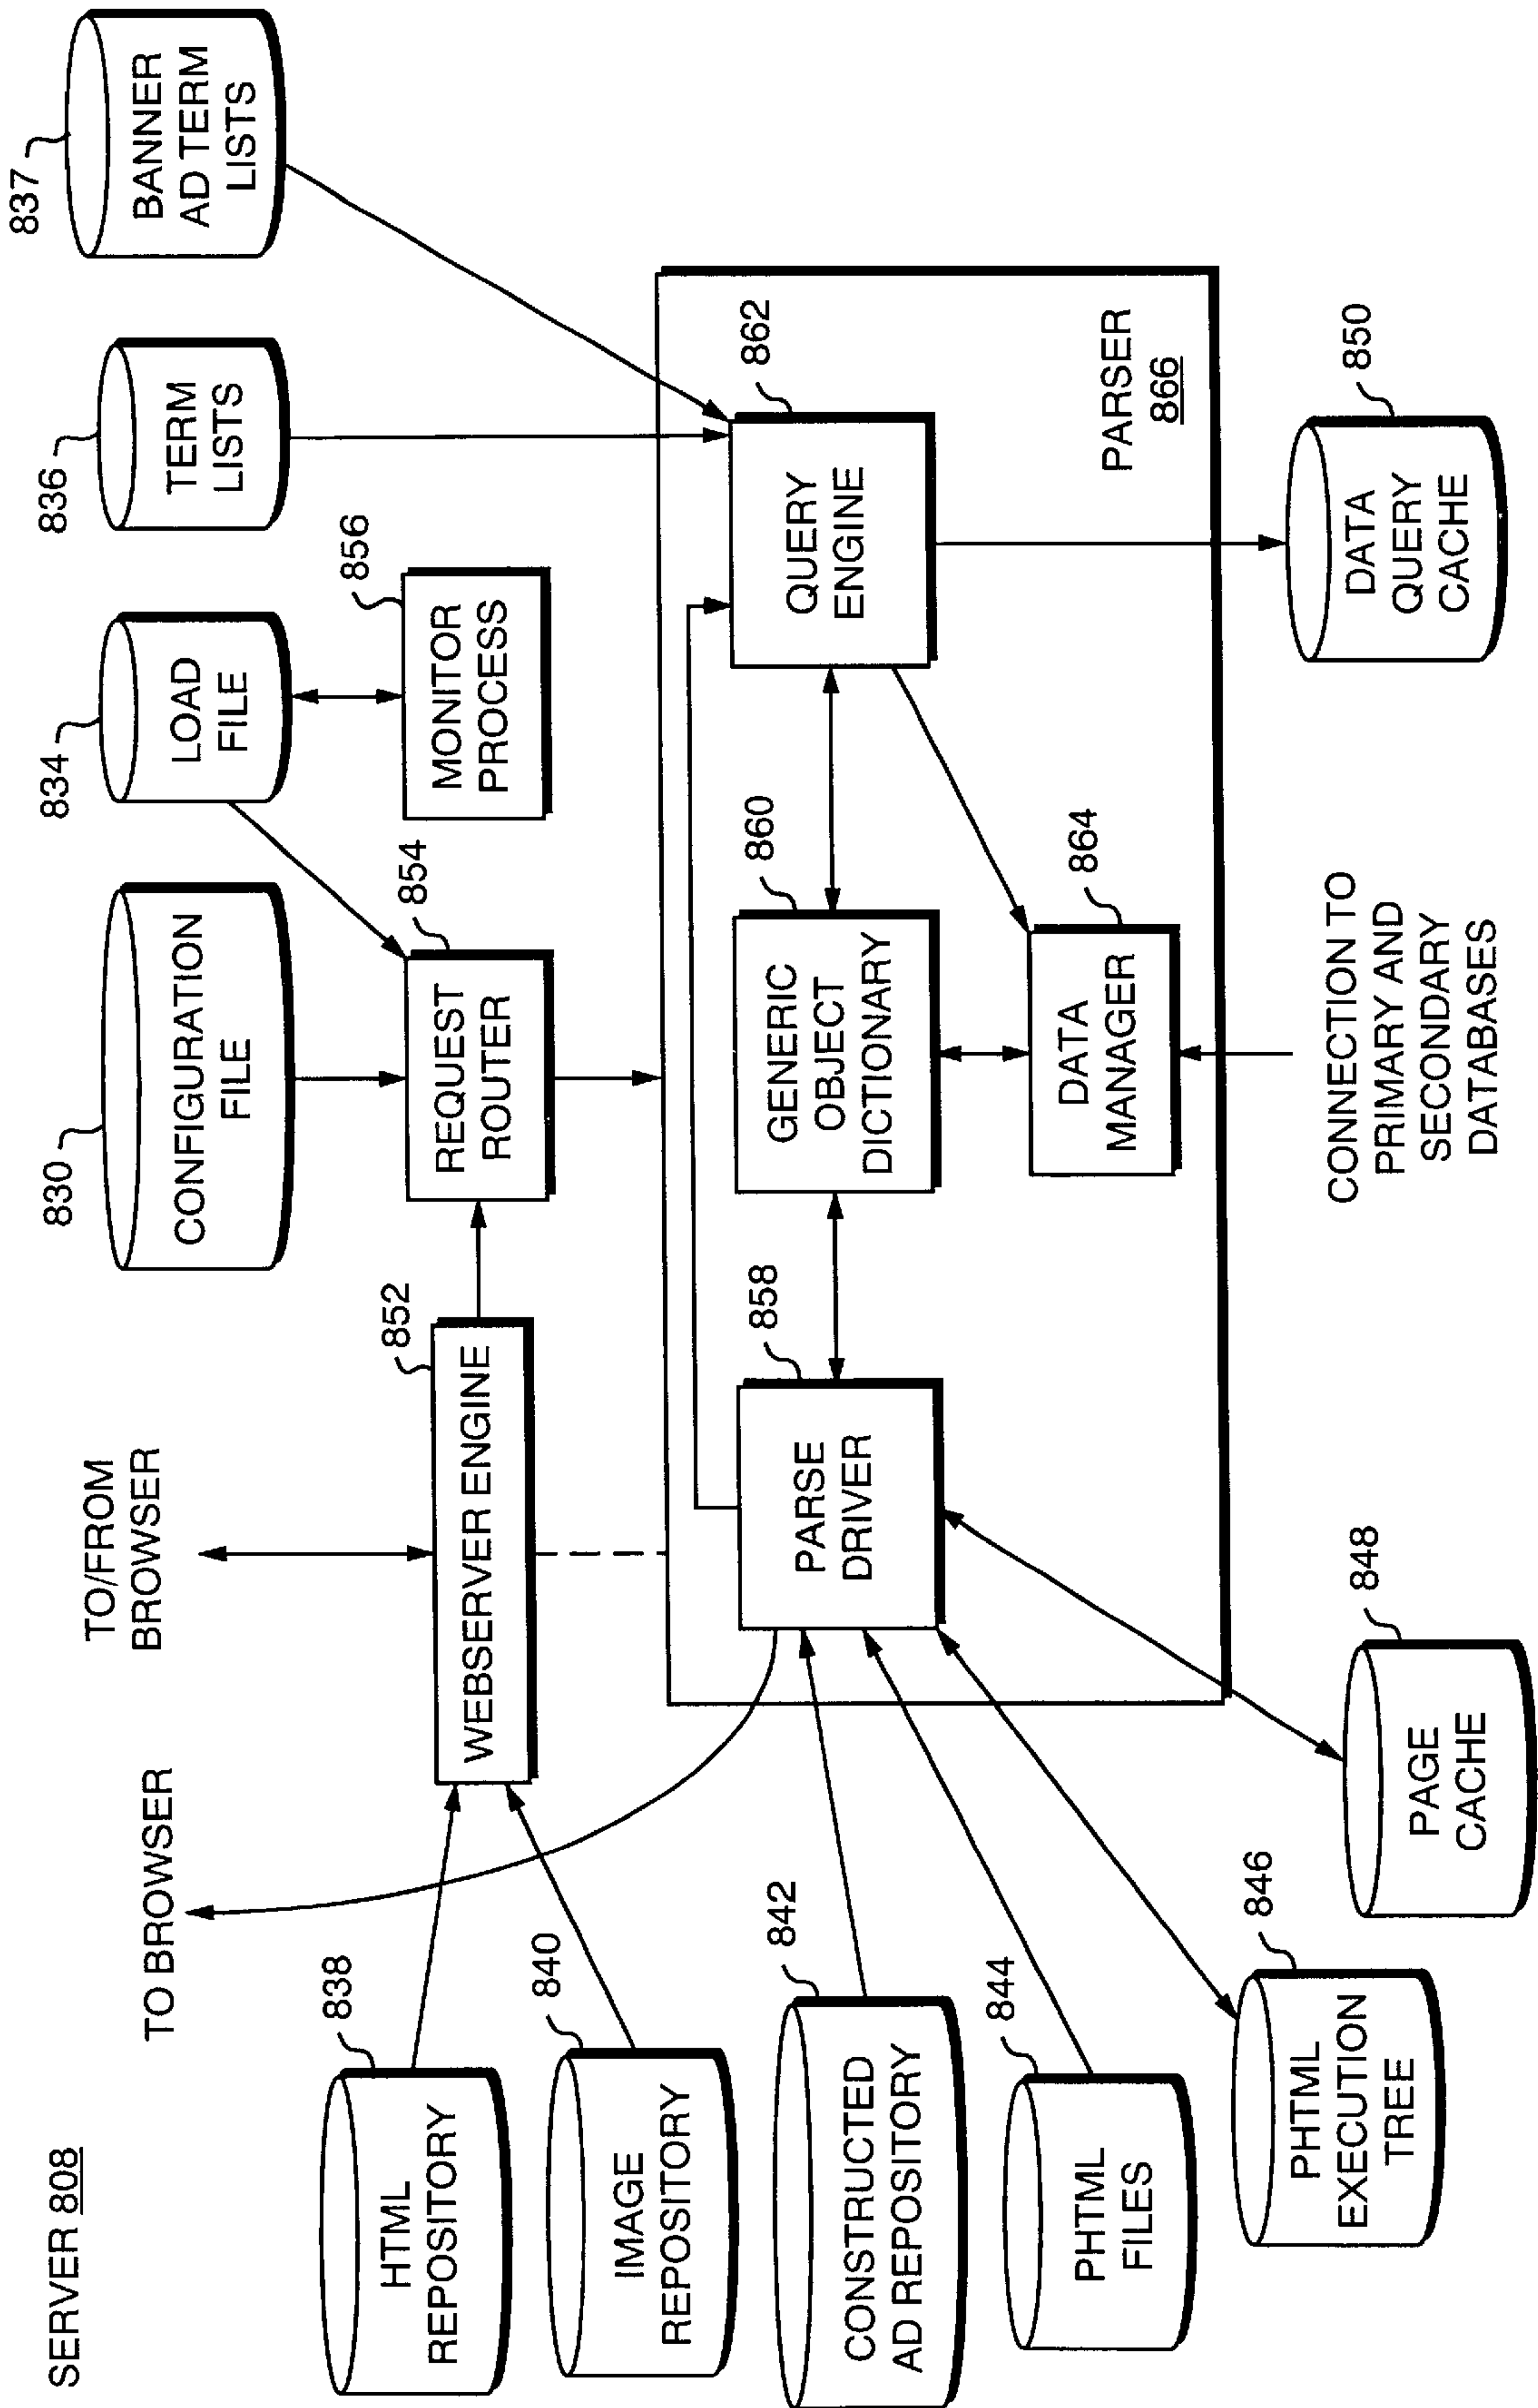 SERVER 808
TO BROWSER
TO/FROM
BROWSER
830
CONFIGURATION
FILE
834
LOAD
FILE
836
TERM
LISTS
837
BANNER
AD TERM
LISTS
838
HTML
REPOSITORY
852
WEBSERVER ENGINE
854
REQUEST
ROUTER
856
MONITOR
PROCESS
840
IMAGE
REPOSITORY
842
CONSTRUCTED
AD REPOSITORY
858
PARSE
DRIVER
860
GENERIC
OBJECT
DICTIONARY
862
QUERY
ENGINE
844
PHTML
FILES
864
DATA
MANAGER
PARSER
866
846
PHTML
EXECUTION
TREE
848
PAGE
CACHE
CONNECTION TO
PRIMARY AND
SECONDARY
DATABASES
850
DATA
QUERY
CACHE